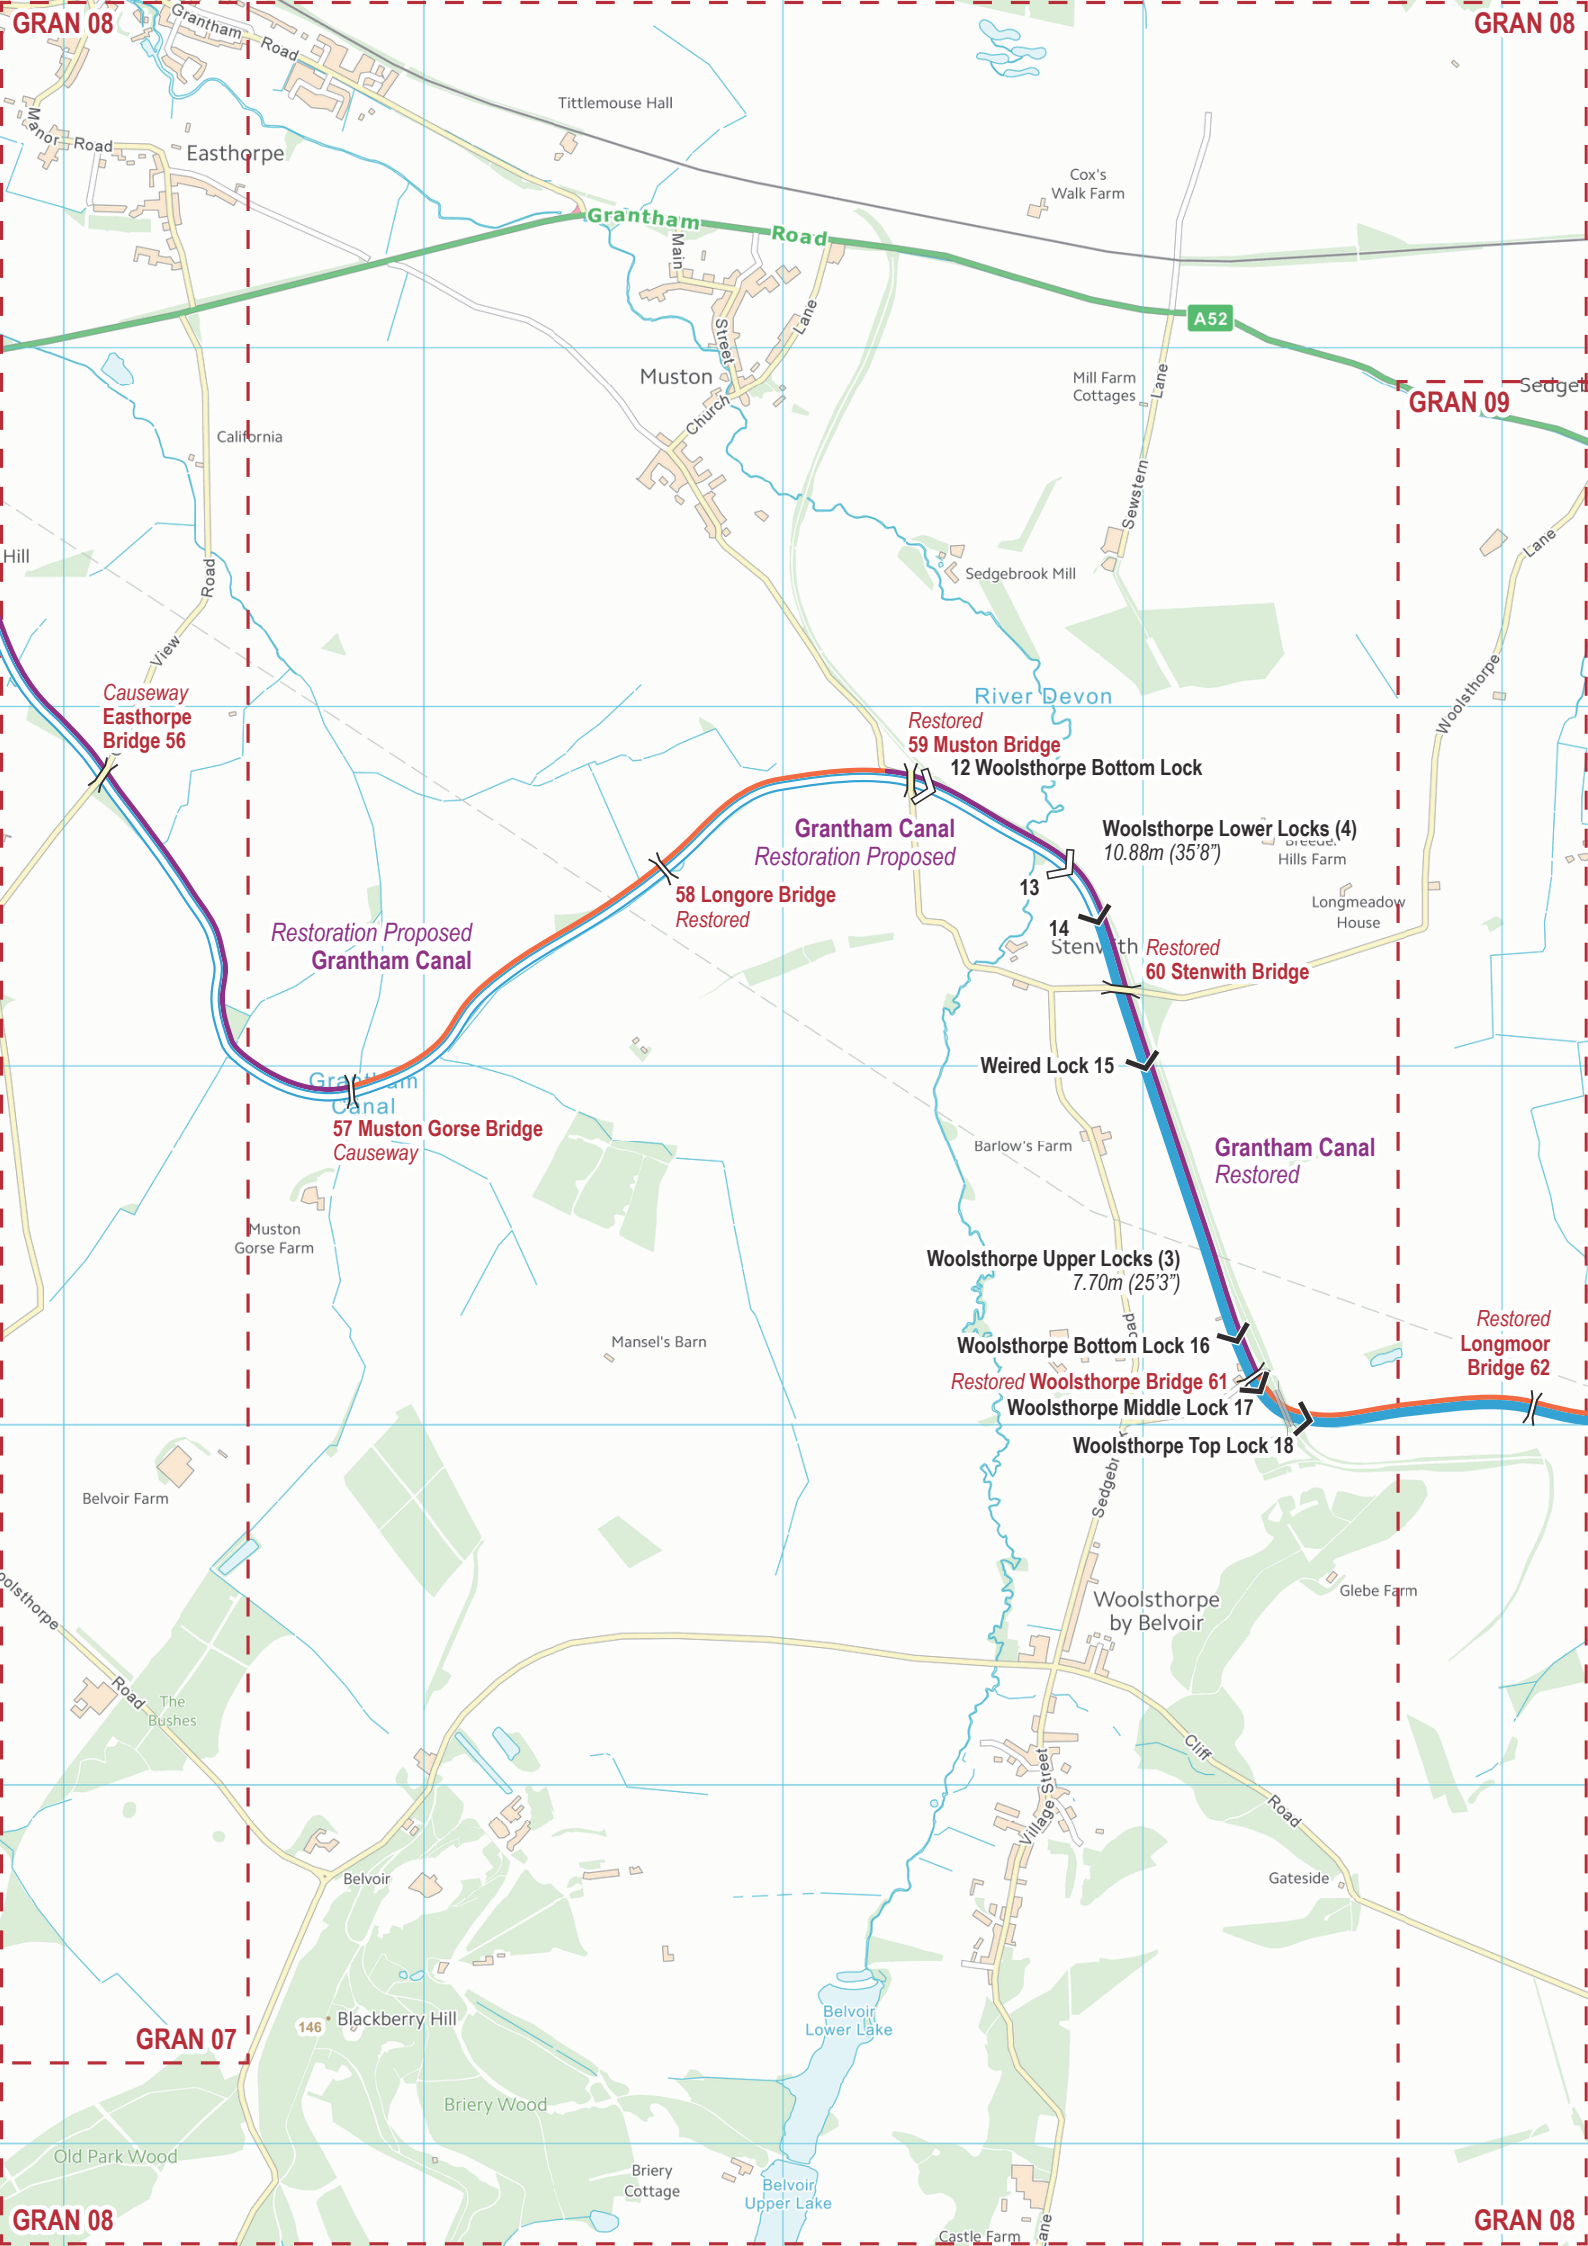 GRAN 08
GRAN 08
Grantham Road
Manor Road
Easthorpe
Tittlemouse Hall
Cox's
Walk Farm
Grantham Road
Main Street
Lane
A52
Muston
Church
Mill Farm
Cottages
Lane
Sewstern
Sedgeb
GRAN 09
California
Hill
Road
View
Sedgebrook Mill
Lane
Woolsthorpe
River Devon
Causeway
Easthorpe
Bridge 56
Restored
59 Muston Bridge
12 Woolsthorpe Bottom Lock
Grantham Canal
Restoration Proposed
Woolsthorpe Lower Locks (4)
10.88m (35'8")
Hills Farm
13
58 Longore Bridge
Restored
Longmeadow
House
14
Stenwith
Restored
60 Stenwith Bridge
Restoration Proposed
Grantham Canal
Weired Lock 15
Grantham
Canal
57 Muston Gorse Bridge
Causeway
Barlow's Farm
Grantham Canal
Restored
Muston
Gorse Farm
Woolsthorpe Upper Locks (3)
7.70m (25'3")
Mansel's Barn
Woolsthorpe Bottom Lock 16
Restored
Longmoor
Bridge 62
Restored Woolsthorpe Bridge 61
Woolsthorpe Middle Lock 17
Woolsthorpe Top Lock 18
Sedgebr
oad
Belvoir Farm
oolsthorpe
Road
Glebe Farm
Woolsthorpe
by Belvoir
The
Bushes
Cliff
Road
Village Street
Belvoir
Gateside
146
Blackberry Hill
GRAN 07
Belvoir
Lower Lake
Briery Wood
Old Park Wood
Briery
Cottage
Belvoir
Upper Lake
Castle Farm
ane
GRAN 08
GRAN 08